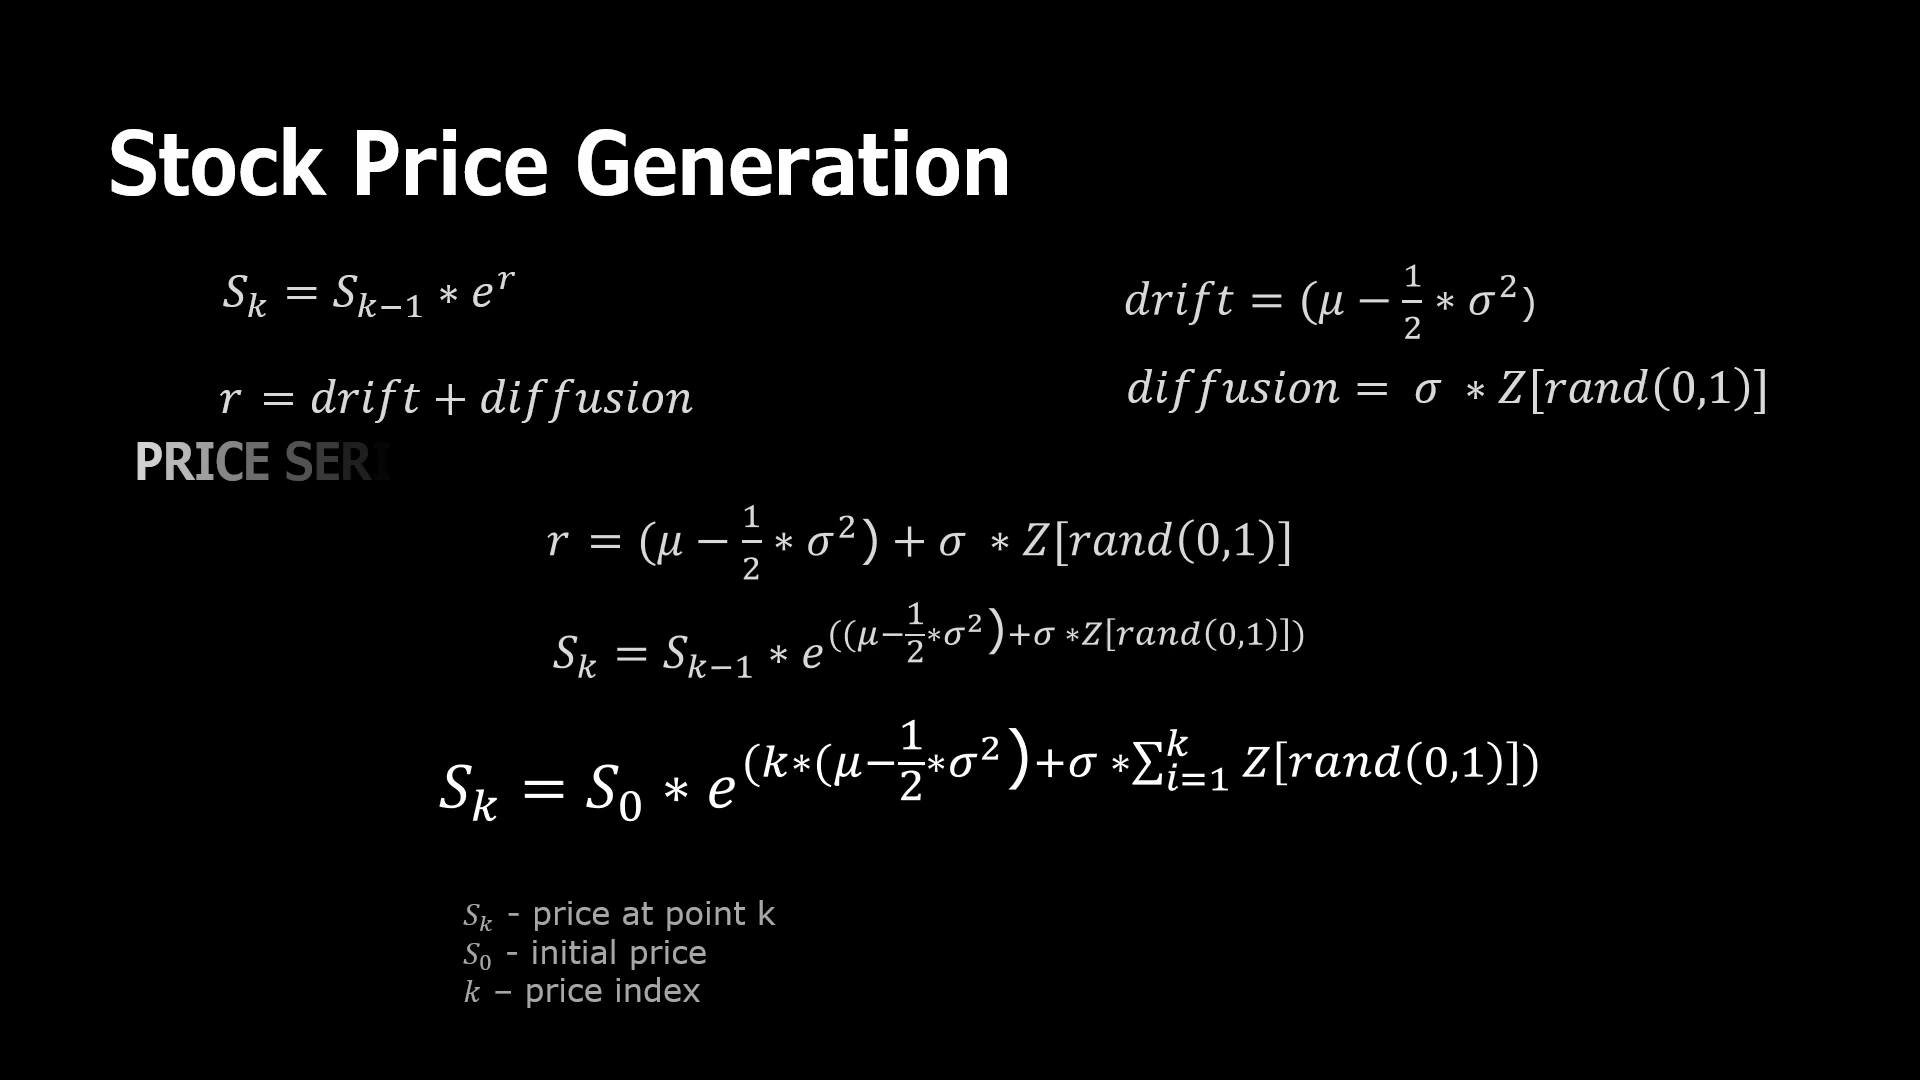 Stock Price Generation
S_k = S_{k−1} ∗ e^r
drift = (μ − 1/2 ∗ σ²)
r = drift + diffusion
diffusion = σ ∗ Z[rand(0,1)]
PRICE SERI
r = (μ − 1/2 ∗ σ²) + σ ∗ Z[rand(0,1)]
S_k = S_{k−1} ∗ e^{((μ−1/2∗σ²)+σ ∗Z[rand(0,1)])}
S_k = S_0 ∗ e^{(k∗(μ−1/2∗σ²)+σ ∗∑_{i=1}^{k} Z[rand(0,1)])}
S_k - price at point k
S_0 - initial price
k – price index